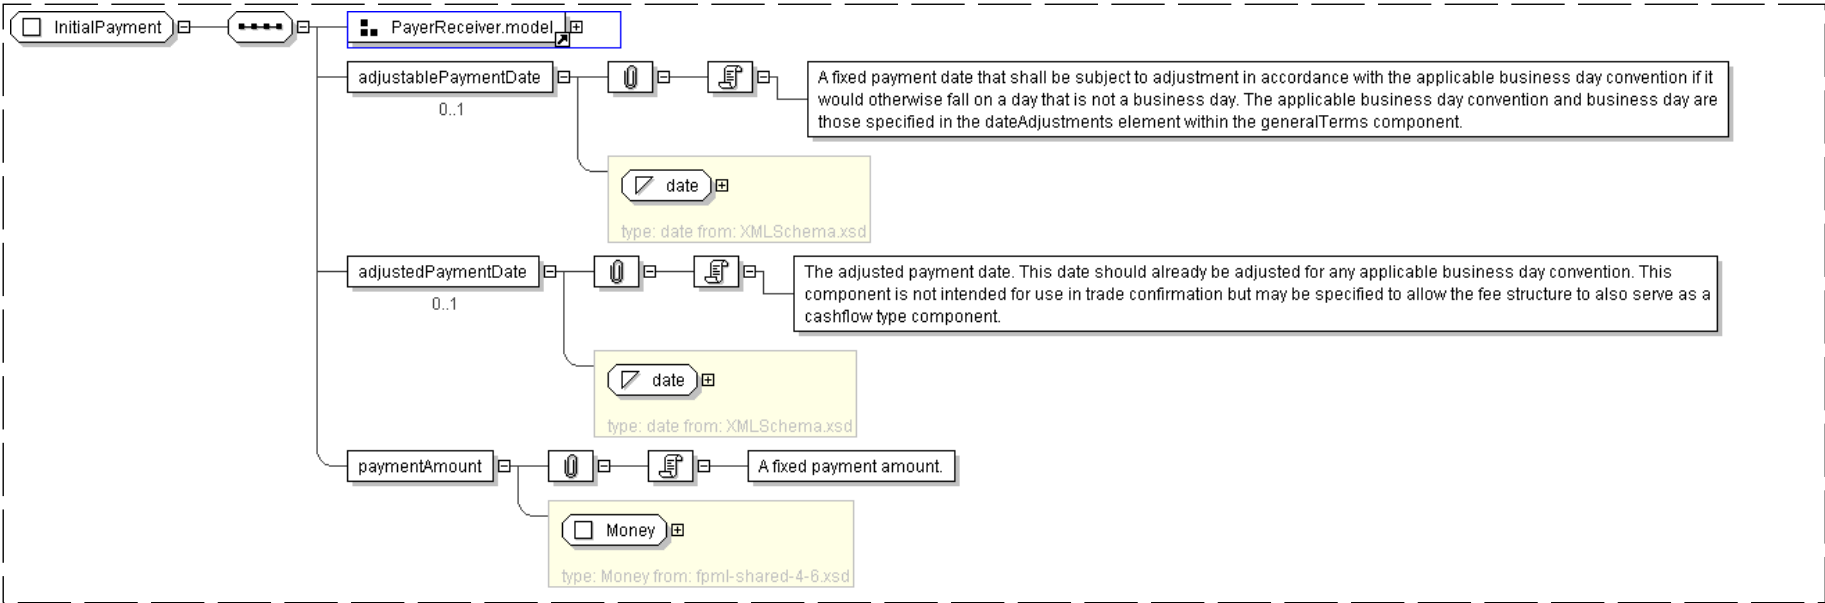 InitialPayment
PayerReceiver.model
adjustablePaymentDate
0..1
A fixed payment date that shall be subject to adjustment in accordance with the applicable business day convention if it
would otherwise fall on a day that is not a business day. The applicable business day convention and business day are
those specified in the dateAdjustments element within the generalTerms component.
date
type: date from: XMLSchema.xsd
adjustedPaymentDate
0..1
The adjusted payment date. This date should already be adjusted for any applicable business day convention. This
component is not intended for use in trade confirmation but may be specified to allow the fee structure to also serve as a
cashflow type component.
date
type: date from: XMLSchema.xsd
paymentAmount
A fixed payment amount.
Money
type: Money from: fpml-shared-4-6.xsd